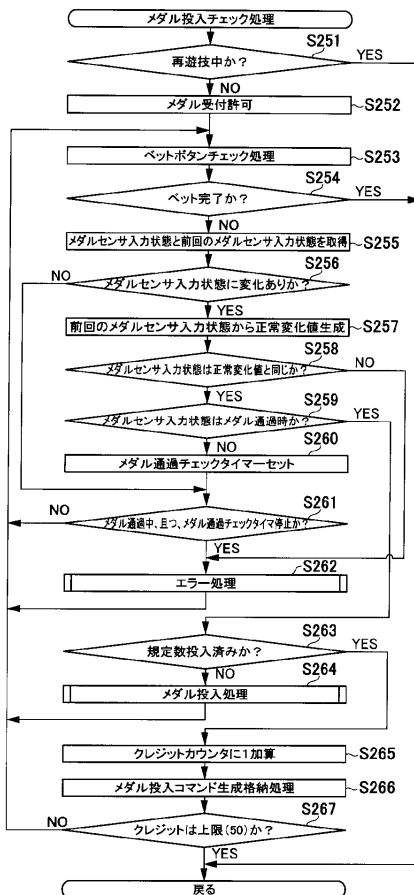 メダル投入チェック処理
S251
再遊技中か?
YES
NO
メダル受付許可
S252
ベットボタンチェック処理
S253
S254
ベット完了か?
YES
NO
メダルセンサ入力状態と前回のメダルセンサ入力状態を取得
S255
S256
NO
メダルセンサ入力状態に変化ありか?
YES
前回のメダルセンサ入力状態から正常変化値生成
S257
S258
メダルセンサ入力状態は正常変化値と同じか?
NO
YES
S259
メダルセンサ入力状態はメダル通過時か?
YES
NO
S260
メダル通過チェックタイマーセット
S261
NO
メダル通過中、且つ、メダル通過チェックタイマ停止か?
YES
S262
エラー処理
S263
規定数投入済みか?
YES
NO
S264
メダル投入処理
クレジットカウンタに1加算
S265
メダル投入コマンド生成格納処理
S266
S267
NO
クレジットは上限(50)か?
YES
戻る